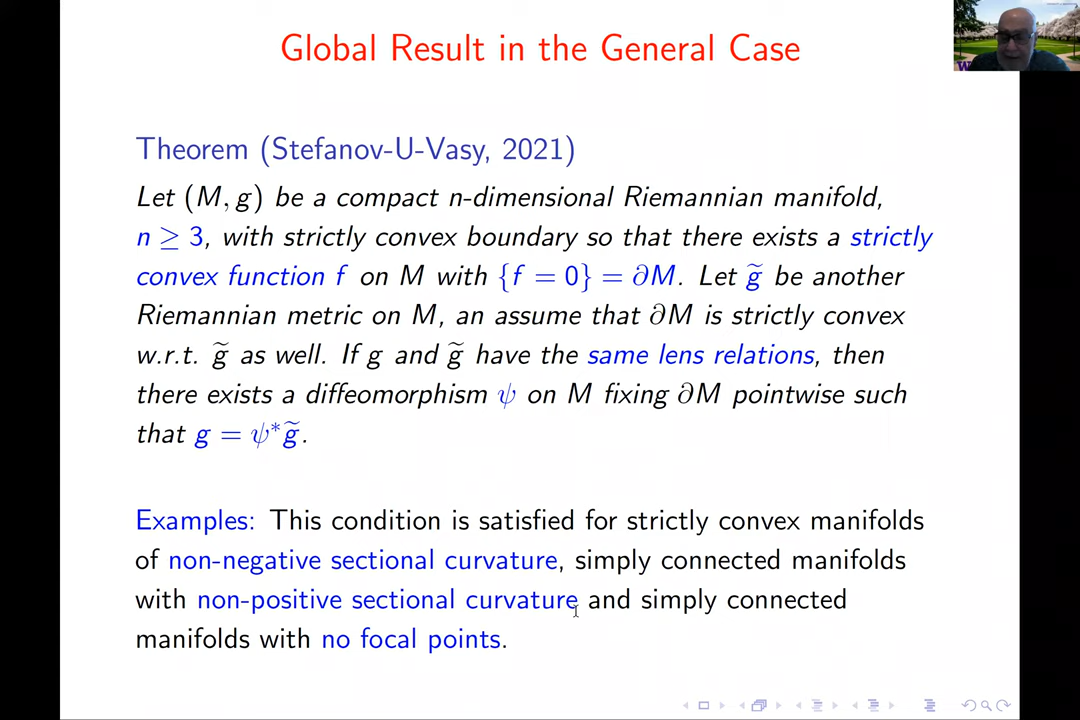 Global Result in the General Case
Theorem (Stefanov-U-Vasy, 2021)
Let (M, g) be a compact n-dimensional Riemannian manifold,
n ≥ 3, with strictly convex boundary so that there exists a strictly
convex function f on M with {f = 0} = ∂M. Let g̃ be another
Riemannian metric on M, an assume that ∂M is strictly convex
w.r.t. g̃ as well. If g and g̃ have the same lens relations, then
there exists a diffeomorphism ψ on M fixing ∂M pointwise such
that g = ψ*g̃.
Examples: This condition is satisfied for strictly convex manifolds
of non-negative sectional curvature, simply connected manifolds
with non-positive sectional curvature and simply connected
manifolds with no focal points.